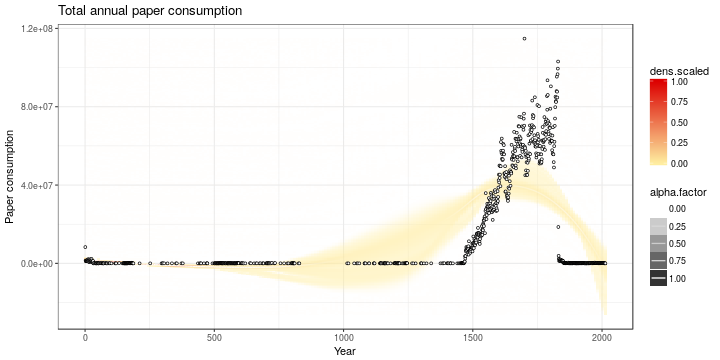 Total annual paper consumption
1.2e+08
8.0e+07
4.0e+07
0.0e+00
Paper consumption
0
500
1000
1500
2000
Year
dens.scaled
1.00
0.75
0.50
0.25
0.00
alpha.factor
0.00
0.25
0.50
0.75
1.00